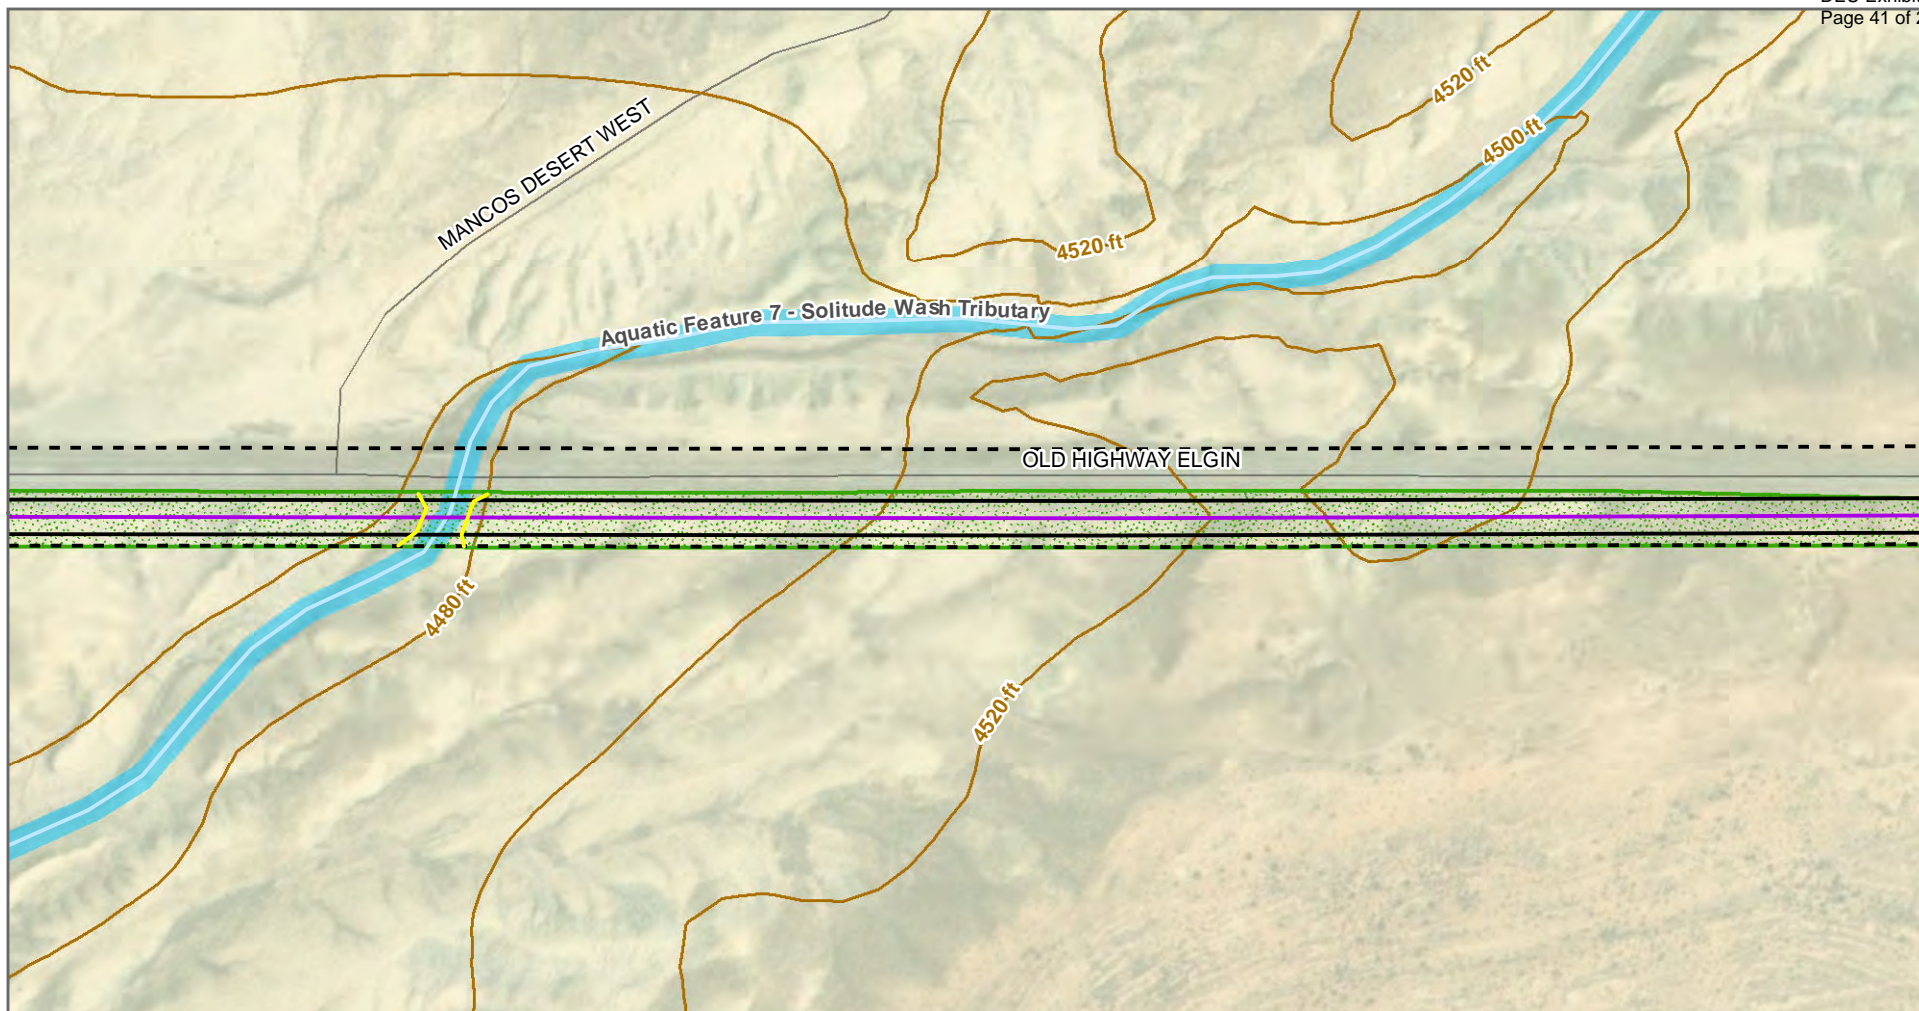 Page 41 of 2
4520 ft
MANCOS DESERT WEST
4500 ft
4520 ft
Aquatic Feature 7 - Solitude Wash Tributary
OLD HIGHWAY ELGIN
4480 ft
4520 ft